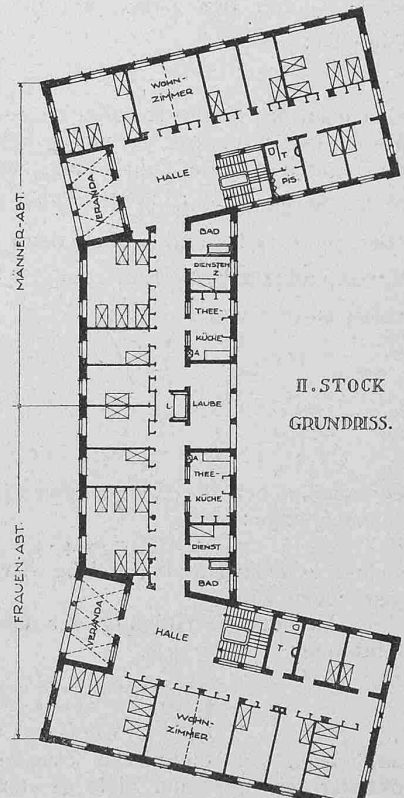 WOHN-
ZIMMER
HALLE
T
PIS.
VERANDA
MÄNNER-ABT.
BAD
DIENSTEN
Z.
THEE-
KÜCHE
A
L
LAUBE
II. STOCK
GRUNDRISS.
A
THEE-
KÜCHE
DIENST
BAD
FRAUEN-ABT.
VERANDA
HALLE
T
WOHN-
ZIMMER